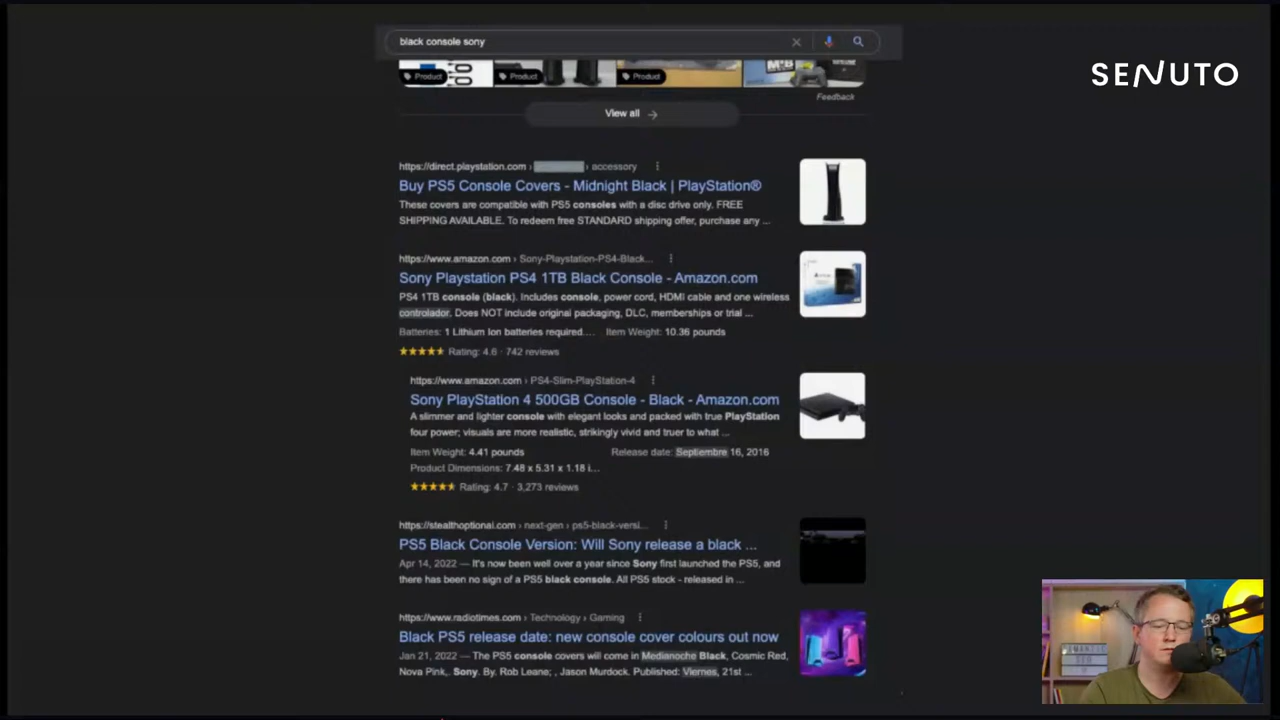 black console sony
SENUTO
Product
Product
Product
Feedback
View all →
https://direct.playstation.com › › accessory
Buy PS5 Console Covers - Midnight Black | PlayStation®
These covers are compatible with PS5 consoles with a disc drive only. FREE
SHIPPING AVAILABLE. To redeem free STANDARD shipping offer, purchase any ...
https://www.amazon.com › Sony-Playstation-PS4-Black...
Sony Playstation PS4 1TB Black Console - Amazon.com
PS4 1TB console (black). Includes console, power cord, HDMI cable and one wireless
controlador. Does NOT include original packaging, DLC, memberships or trial ...
Batteries: 1 Lithium Ion batteries required.... Item Weight: 10.36 pounds
Rating: 4.6 · 742 reviews
https://www.amazon.com › PS4-Slim-PlayStation-4
Sony PlayStation 4 500GB Console - Black - Amazon.com
A slimmer and lighter console with elegant looks and packed with true PlayStation
four power; visuals are more realistic, strikingly vivid and truer to what ...
Item Weight: 4.41 pounds Release date: Septiembre 16, 2016
Product Dimensions: 7.48 x 5.31 x 1.18 i...
Rating: 4.7 · 3,273 reviews
https://stealthoptional.com › next-gen › ps5-black-versi...
PS5 Black Console Version: Will Sony release a black ...
Apr 14, 2022 — It's now been well over a year since Sony first launched the PS5, and
there has been no sign of a PS5 black console. All PS5 stock - released in ...
https://www.radiotimes.com › Technology › Gaming
Black PS5 release date: new console cover colours out now
Jan 21, 2022 — The PS5 console covers will come in Medianoche Black, Cosmic Red,
Nova Pink,. Sony. By. Rob Leane; , Jason Murdock. Published: Viernes, 21st ...